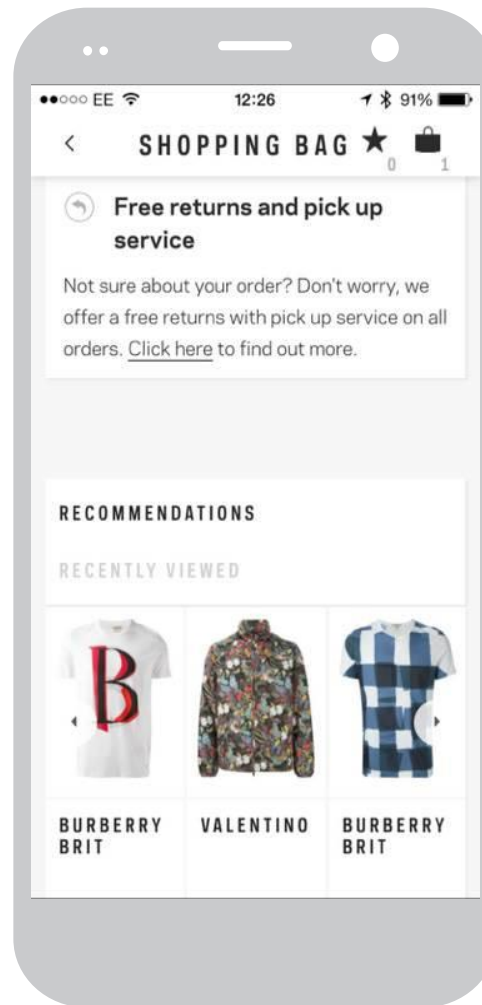 ●●○○○ EE 12:26 91%
SHOPPING BAG 0 1
Free returns and pick up
service
Not sure about your order? Don't worry, we
offer a free returns with pick up service on all
orders. Click here to find out more.
RECOMMENDATIONS
RECENTLY VIEWED
B
BURBERRY
BRIT
VALENTINO
BURBERRY
BRIT